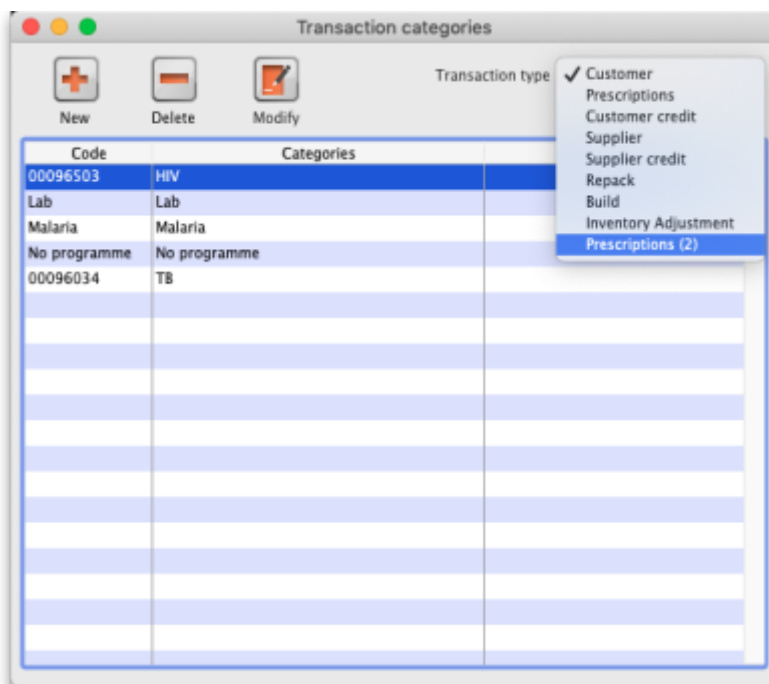 Transaction categories
New
Delete
Modify
Transaction type
✓ Customer
Prescriptions
Customer credit
Supplier
Supplier credit
Repack
Build
Inventory Adjustment
Prescriptions (2)
Code Categories
00096503 HIV
Lab Lab
Malaria Malaria
No programme No programme
00096034 TB